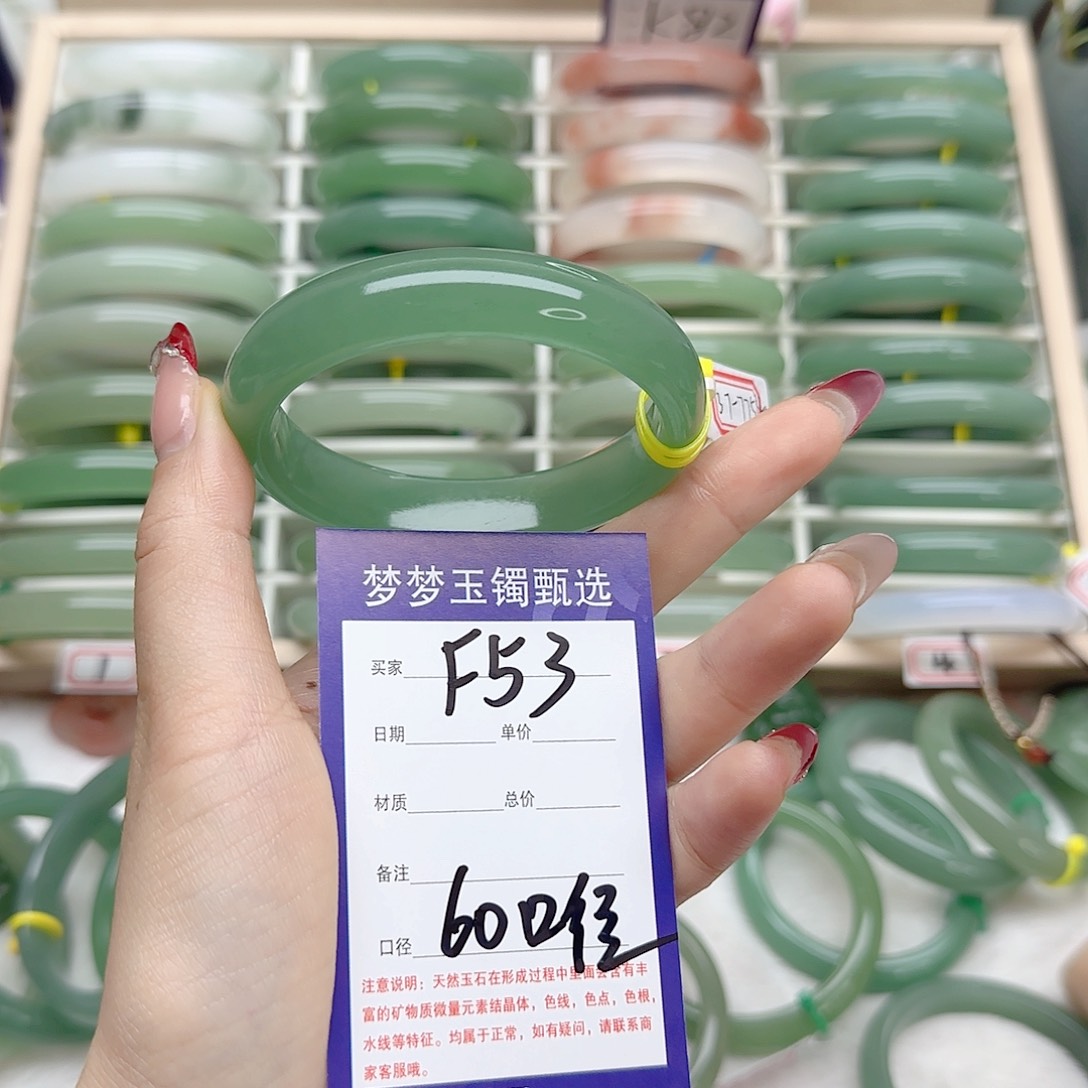 37-775
梦梦玉镯甄选
买家 F53
日期 单价
材质 总价
备注
口径 60口径
注意说明：天然玉石在形成过程中里面会含有丰
富的矿物质微量元素结晶体，色线，色点，色根，
水线等特征。均属于正常，如有疑问，请联系商
家客服哦。
1
4